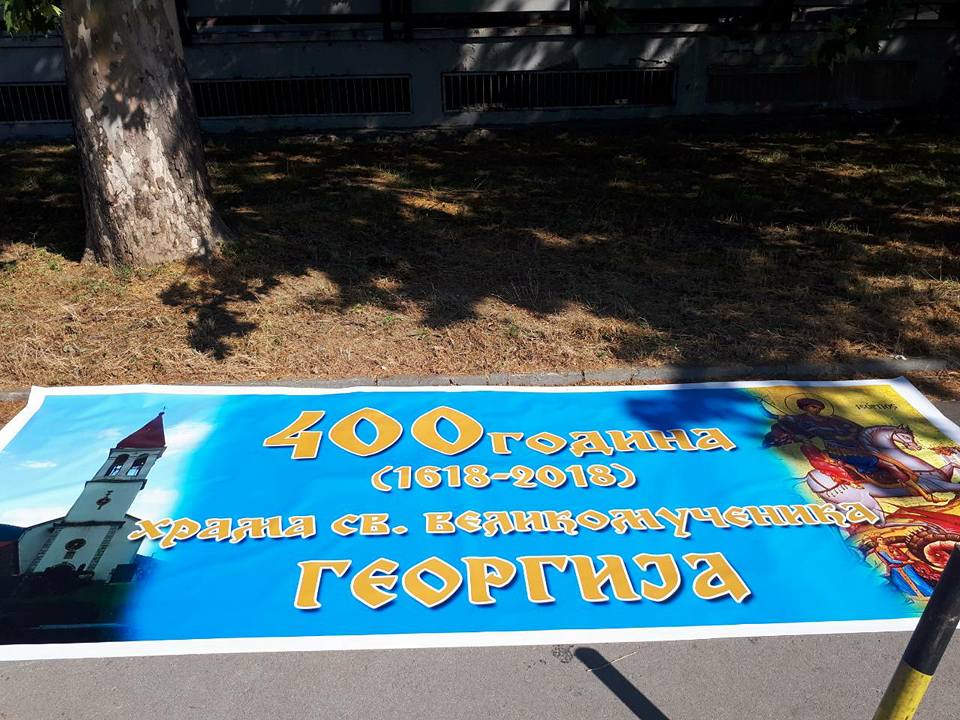 400 година
(1618-2018)
храма св. великомученика
ГЕОРГИЈА